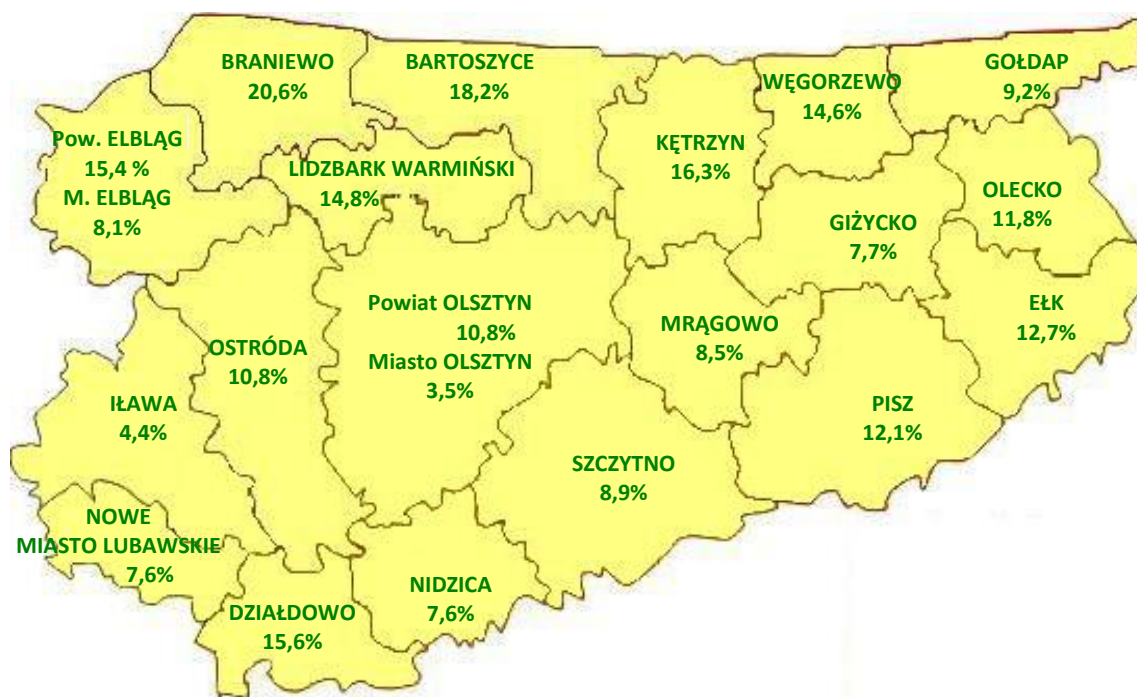 BRANIEWO
20,6%
BARTOSZYCE
18,2%
WĘGORZEWO
14,6%
GOŁDAP
9,2%
Pow. ELBLĄG
15,4 %
M. ELBLĄG
8,1%
LIDZBARK WARMIŃSKI
14,8%
KĘTRZYN
16,3%
GIŻYCKO
7,7%
OLECKO
11,8%
Powiat OLSZTYN
10,8%
Miasto OLSZTYN
3,5%
MRĄGOWO
8,5%
EŁK
12,7%
OSTRÓDA
10,8%
IŁAWA
4,4%
PISZ
12,1%
SZCZYTNO
8,9%
NOWE
MIASTO LUBAWSKIE
7,6%
DZIAŁDOWO
15,6%
NIDZICA
7,6%